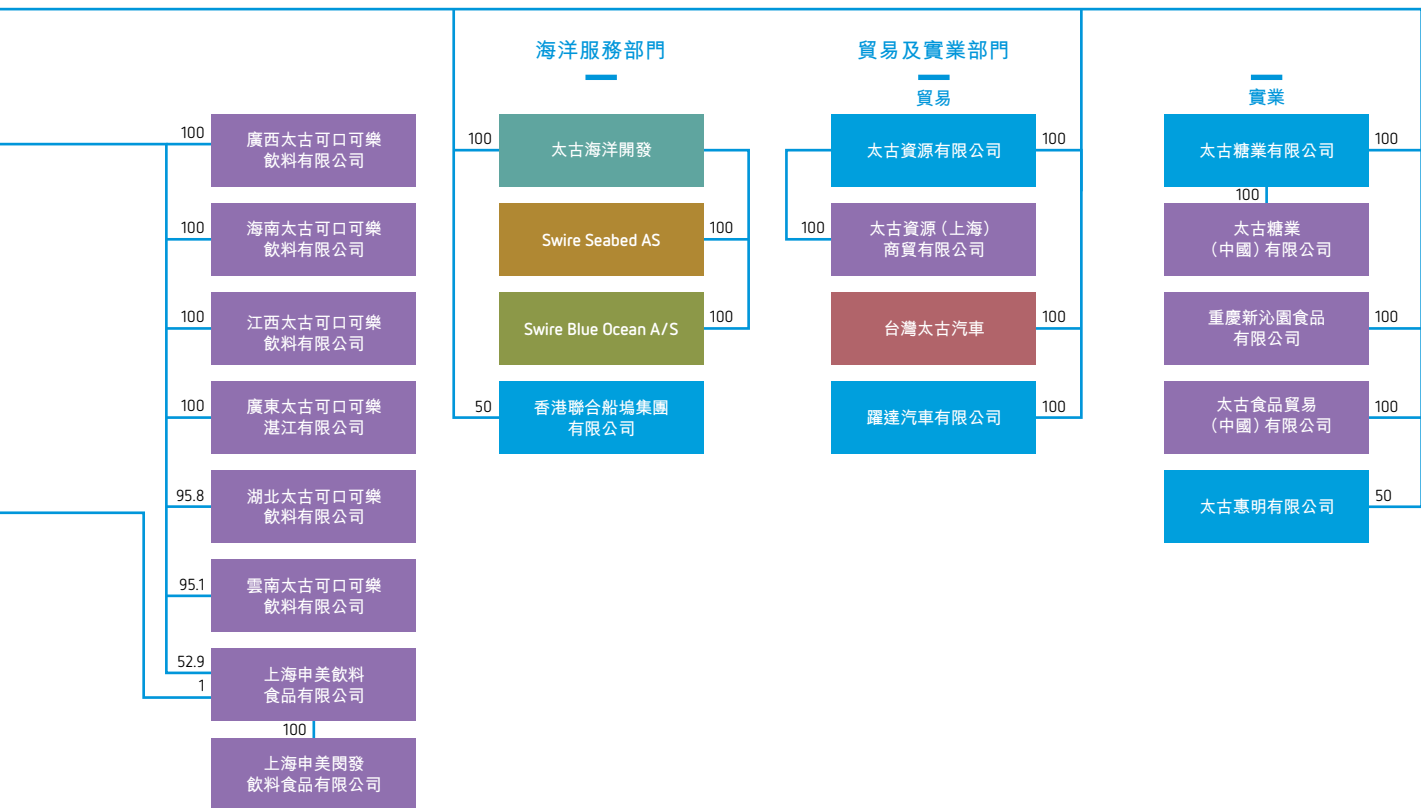 海洋服務部門
貿易及實業部門
貿易
實業
100
廣西太古可口可樂
飲料有限公司
100
海南太古可口可樂
飲料有限公司
100
江西太古可口可樂
飲料有限公司
100
廣東太古可口可樂
湛江有限公司
95.8
湖北太古可口可樂
飲料有限公司
95.1
雲南太古可口可樂
飲料有限公司
52.9
1
上海申美飲料
食品有限公司
100
上海申美閔發
飲料食品有限公司
100
太古海洋開發
Swire Seabed AS
100
Swire Blue Ocean A/S
100
50
香港聯合船塢集團
有限公司
太古資源有限公司
100
100
太古資源（上海）
商貿有限公司
台灣太古汽車
100
躍達汽車有限公司
100
太古糖業有限公司
100
100
太古糖業
（中國）有限公司
重慶新沁園食品
有限公司
100
太古食品貿易
（中國）有限公司
100
太古惠明有限公司
50